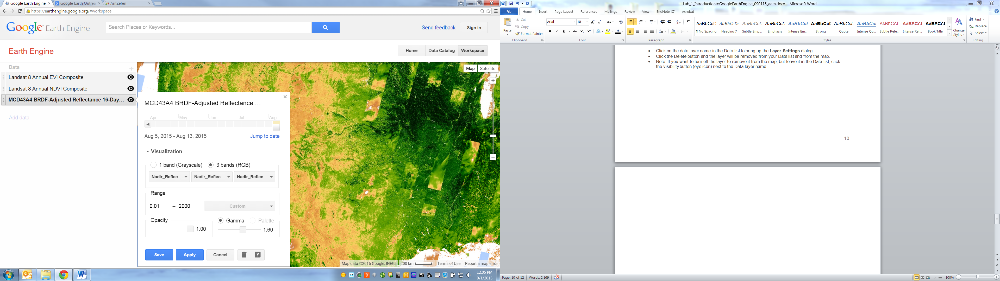 Google Earth Engine
Google Earth Outrea
ArifZefen
https://earthengine.google.org/#workspace
Google Earth Engine
Search Places or Keywords...
Send feedback
Sign in
Earth Engine
Home
Data Catalog
Workspace
Data
Landsat 8 Annual EVI Composite
Landsat 8 Annual NDVI Composite
MCD43A4 BRDF-Adjusted Reflectance 16-Day...
Add data
Map
Satellite
MCD43A4 BRDF-Adjusted Reflectance ...
Apr May Jun Jul Aug
Aug 5, 2015 - Aug 13, 2015
Jump to date
Visualization
1 band (Grayscale)
3 bands (RGB)
Nadir_Reflec...
Nadir_Reflec...
Nadir_Reflec...
Range
0.01 – 2000
Custom
Opacity
1.00
Gamma
Palette
1.60
Save
Apply
Cancel
?
Map data ©2015 Google, INEGI
200 km
Terms of Use
Report a map error
12:05 PM
9/1/2015
Lab_1_IntroductiontoGoogleEarthEngine_090115_aam.docx - Microsoft Word
File
Home
Insert
Page Layout
References
Mailings
Review
View
EndNote X7
Acrobat
Paste
Cut
Copy
Format Painter
Clipboard
Arial
10
Font
Paragraph
AaBbCcD
¶ No Spacing
AaBbCcDc
Heading 7
AaBbCcD
Subtle Emp...
AaBbCcD
Emphasis
AaBbCcI
Intense Em...
AaBbCcI
Strong
AaBbCcD
Quote
AaBbCcI
Intense Qu...
AaBbCcD
Subtle Refe...
AaBbCcI
Intense Ref...
AaBbCcI
Book Title
Change
Styles
Styles
Find
Replace
Select
Editing
• Click on the data layer name in the Data list to bring up the Layer Settings dialog.
• Click the Delete button and the layer will be removed from your Data list and from the map.
• Note: If you want to turn off the layer to remove it from the map, but leave it in the Data list, click
the visibility button (eye icon) next to the Data layer name.
10
Page: 10 of 12
Words: 2,169
100%